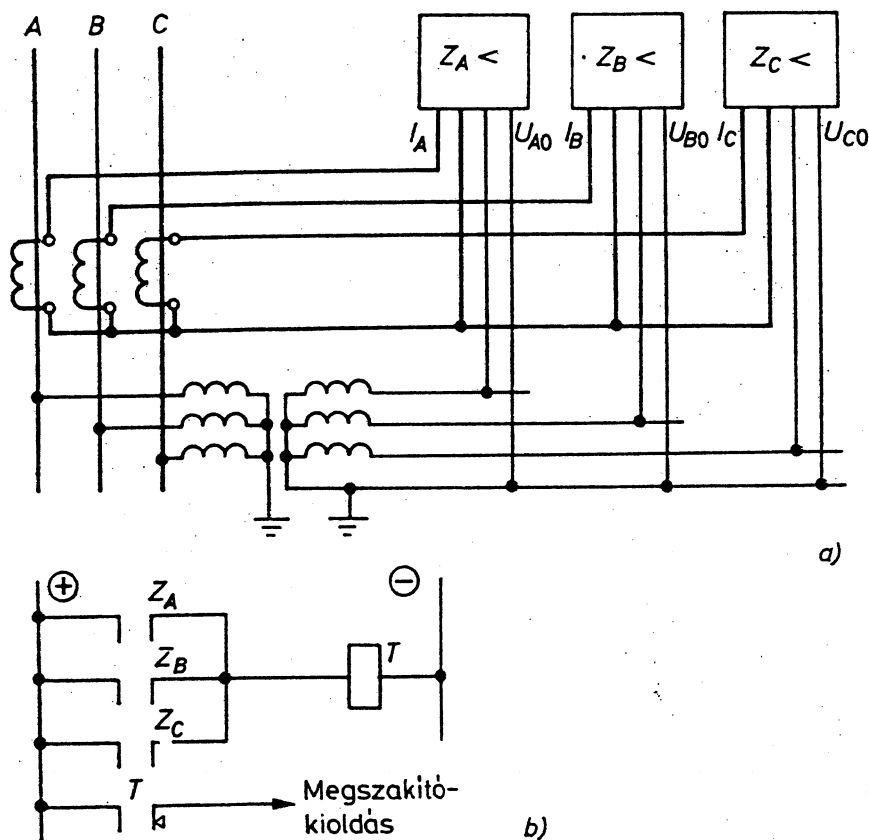 A B C
Z_A < Z_B < Z_C <
I_A U_A0 I_B U_B0 I_C U_C0
a)
+ −
Z_A
Z_B
T
Z_C
T
Megszakító-
kioldás
b)